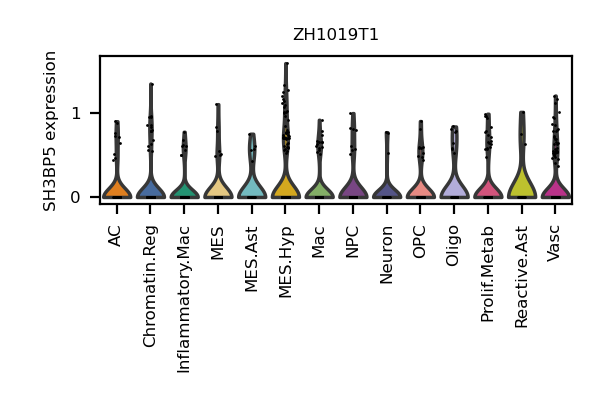 ZH1019T1
SH3BP5 expression
1
0
AC
Chromatin.Reg
Inflammatory.Mac
MES
MES.Ast
MES.Hyp
Mac
NPC
Neuron
OPC
Oligo
Prolif.Metab
Reactive.Ast
Vasc